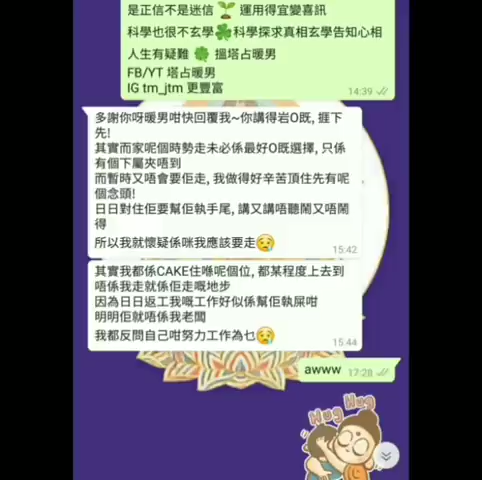 是正信不是迷信🌱運用得宜變喜訊
科學也很不玄學☘科學探求真相玄學告知心相
人生有疑難 🍀 搵塔占暖男
FB/YT 塔占暖男
IG tm_jtm 更豐富
14:39
多謝你呀暖男咁快回覆我~你講得岩O既, 捱下
先!
其實而家呢個時勢走未必係最好O既選擇, 只係
有個下屬夾唔到
而暫時又唔會要佢走, 我做得好辛苦頂住先有呢
個念頭!
日日對住佢要幫佢執手尾, 講又講唔聽鬧又唔鬧
得
所以我就懷疑係咪我應該要走😥
15:42
其實我都係CAKE住喺呢個位, 都某程度上去到
唔係我走就係佢走嘅地步
因為日日返工我嘅工作好似係幫佢執屎咁
明明佢就唔係我老闆
我都反問自己咁努力工作為乜😥
15:44
awww
17:28
Hug Hug